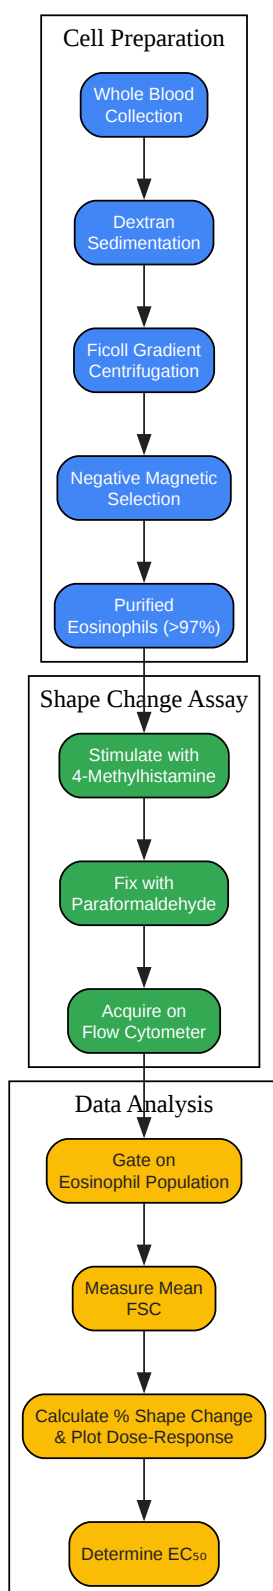 Cell Preparation
Whole Blood
Collection
Dextran
Sedimentation
Ficoll Gradient
Centrifugation
Negative Magnetic
Selection
Purified
Eosinophils (>97%)
Shape Change Assay
Stimulate with
4-Methylhistamine
Fix with
Paraformaldehyde
Acquire on
Flow Cytometer
Data Analysis
Gate on
Eosinophil Population
Measure Mean
FSC
Calculate % Shape Change
& Plot Dose-Response
Determine EC₅₀